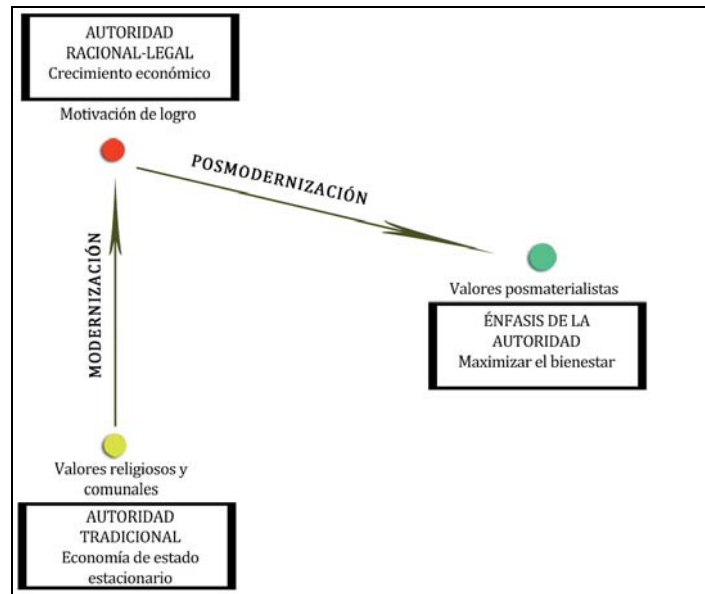 AUTORIDAD
RACIONAL-LEGAL
Crecimiento económico
Motivación de logro
POSMODERNIZACIÓN
MODERNIZACIÓN
Valores posmaterialistas
ÉNFASIS DE LA
AUTORIDAD
Maximizar el bienestar
Valores religiosos y
comunales
AUTORIDAD
TRADICIONAL
Economía de estado
estacionario